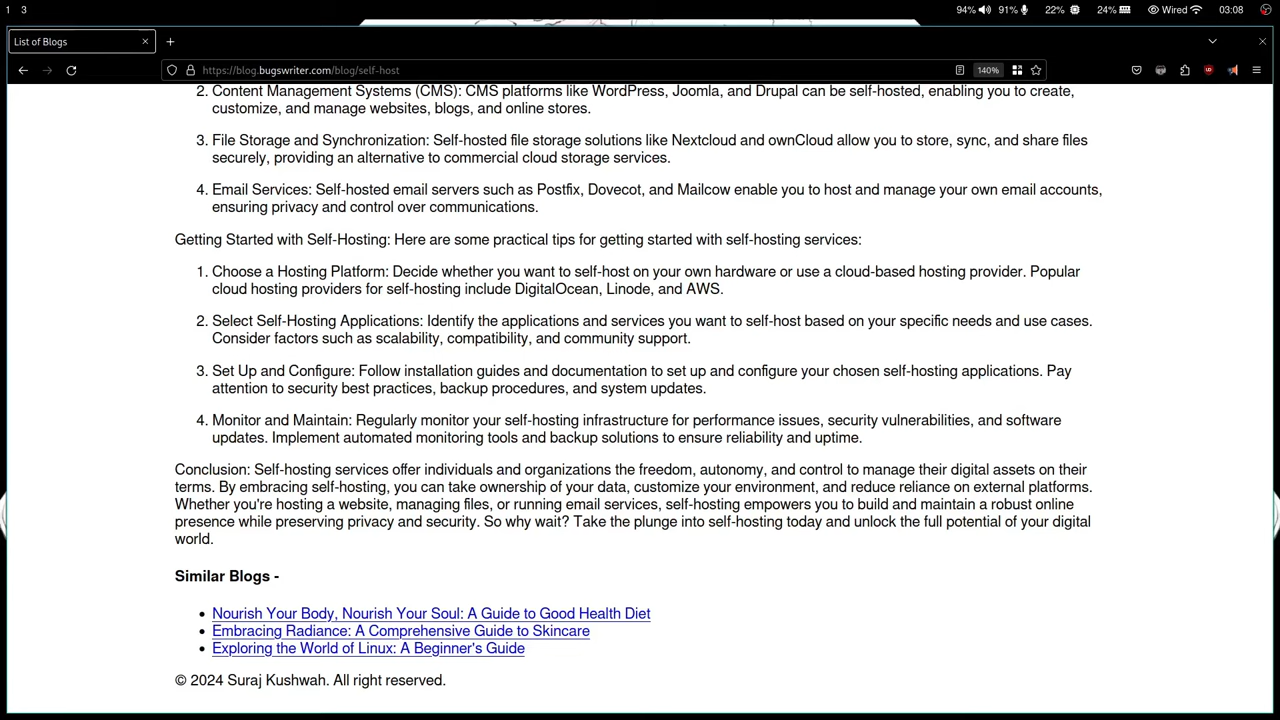 1 3
94% 91% 22% 24% Wired 03:08
List of Blogs
https://blog.bugswriter.com/blog/self-host
140%
2. Content Management Systems (CMS): CMS platforms like WordPress, Joomla, and Drupal can be self-hosted, enabling you to create,
customize, and manage websites, blogs, and online stores.
3. File Storage and Synchronization: Self-hosted file storage solutions like Nextcloud and ownCloud allow you to store, sync, and share files
securely, providing an alternative to commercial cloud storage services.
4. Email Services: Self-hosted email servers such as Postfix, Dovecot, and Mailcow enable you to host and manage your own email accounts,
ensuring privacy and control over communications.
Getting Started with Self-Hosting: Here are some practical tips for getting started with self-hosting services:
1. Choose a Hosting Platform: Decide whether you want to self-host on your own hardware or use a cloud-based hosting provider. Popular
cloud hosting providers for self-hosting include DigitalOcean, Linode, and AWS.
2. Select Self-Hosting Applications: Identify the applications and services you want to self-host based on your specific needs and use cases.
Consider factors such as scalability, compatibility, and community support.
3. Set Up and Configure: Follow installation guides and documentation to set up and configure your chosen self-hosting applications. Pay
attention to security best practices, backup procedures, and system updates.
4. Monitor and Maintain: Regularly monitor your self-hosting infrastructure for performance issues, security vulnerabilities, and software
updates. Implement automated monitoring tools and backup solutions to ensure reliability and uptime.
Conclusion: Self-hosting services offer individuals and organizations the freedom, autonomy, and control to manage their digital assets on their
terms. By embracing self-hosting, you can take ownership of your data, customize your environment, and reduce reliance on external platforms.
Whether you're hosting a website, managing files, or running email services, self-hosting empowers you to build and maintain a robust online
presence while preserving privacy and security. So why wait? Take the plunge into self-hosting today and unlock the full potential of your digital
world.
Similar Blogs -
• Nourish Your Body, Nourish Your Soul: A Guide to Good Health Diet
• Embracing Radiance: A Comprehensive Guide to Skincare
• Exploring the World of Linux: A Beginner's Guide
© 2024 Suraj Kushwah. All right reserved.